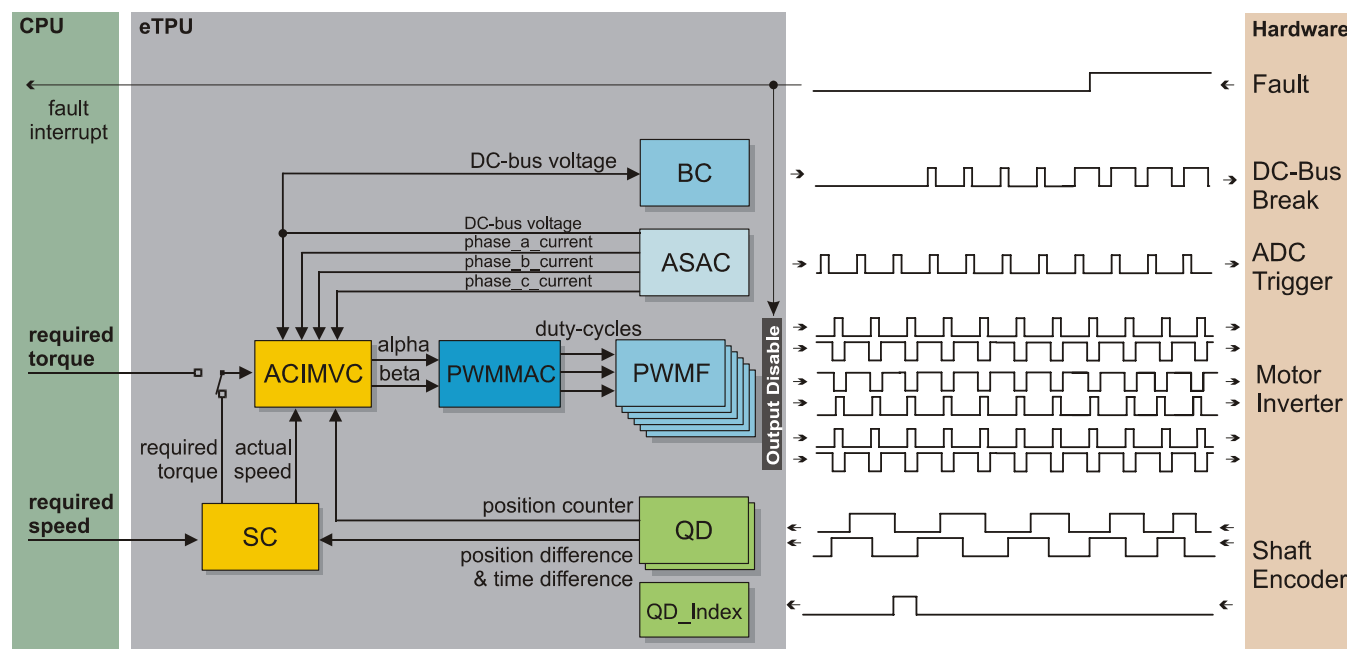 CPU
eTPU
Hardware
fault
interrupt
Fault
DC-bus voltage
BC
DC-Bus
Break
DC-bus voltage
phase_a_current
phase_b_current
phase_c_current
ASAC
ADC
Trigger
required
torque
ACIMVC
alpha
beta
PWMMAC
duty-cycles
PWMF
Output Disable
Motor
Inverter
required
torque
actual
speed
required
speed
SC
position counter
position difference
& time difference
QD
QD_Index
Shaft
Encoder